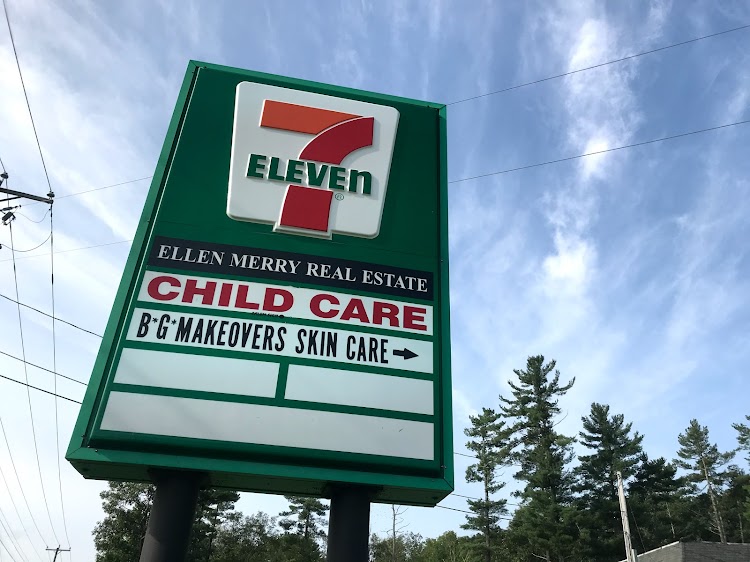 7
ELEVEn
®
ELLEN MERRY REAL ESTATE
CHILD CARE
B*G*MAKEOVERS SKIN CARE →